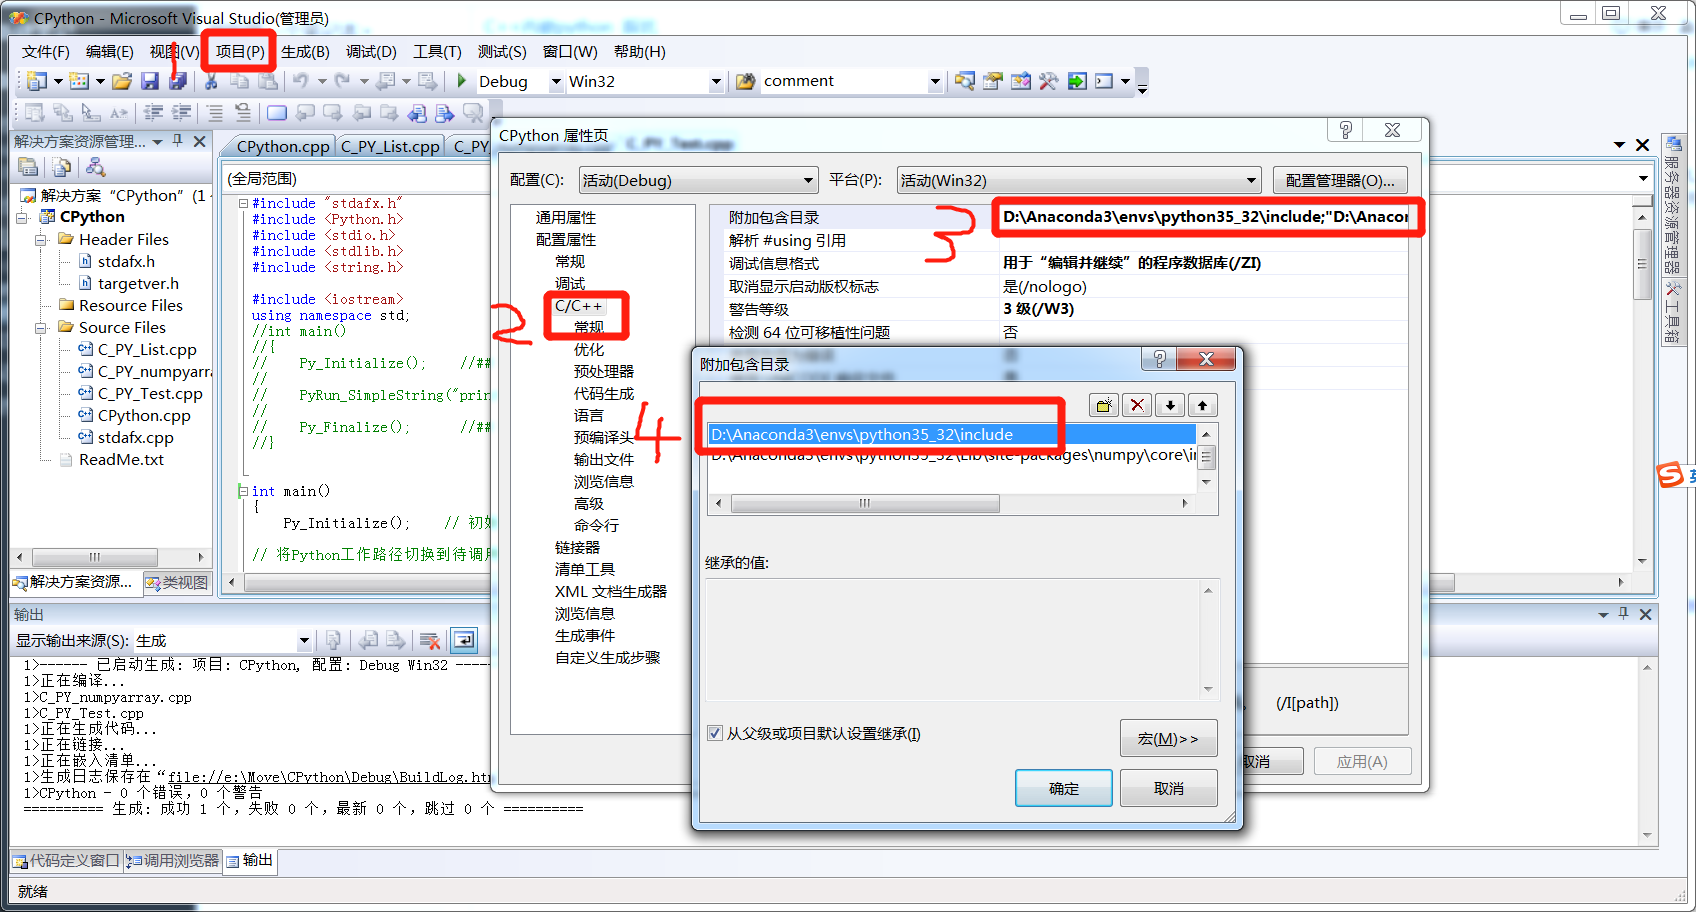 CPython - Microsoft Visual Studio(管理员)
文件(F) 编辑(E) 视图(V) 项目(P) 生成(B) 调试(D) 工具(T) 测试(S) 窗口(W) 帮助(H)
1
Debug Win32 comment
解决方案资源管理...
解决方案 “CPython” (1
CPython
Header Files
stdafx.h
targetver.h
Resource Files
Source Files
C_PY_List.cpp
C_PY_numpyarra
C_PY_Test.cpp
CPython.cpp
stdafx.cpp
ReadMe.txt
解决方案资源... 类视图
CPython.cpp C_PY_List.cpp C_PY
(全局范围)
#include "stdafx.h"
#include <Python.h>
#include <stdio.h>
#include <stdlib.h>
#include <string.h>
#include <iostream>
using namespace std;
//int main()
//{
// Py_Initialize(); //##
//
// PyRun_SimpleString("prin
//
// Py_Finalize(); //##
//}
int main()
{
Py_Initialize(); // 初始
// 将Python工作路径切换到待调用
CPython 属性页
配置(C): 活动(Debug) 平台(P): 活动(Win32) 配置管理器(O)...
通用属性
配置属性
常规
调试
C/C++
常规
优化
预处理器
代码生成
语言
预编译头
输出文件
浏览信息
高级
命令行
链接器
清单工具
XML 文档生成器
浏览信息
生成事件
自定义生成步骤
2
3
4
附加包含目录 D:\Anaconda3\envs\python35_32\include;"D:\Anacon
解析 #using 引用
调试信息格式 用于“编辑并继续”的程序数据库(/ZI)
取消显示启动版权标志 是(/nologo)
警告等级 3 级(/W3)
检测 64 位可移植性问题 否
(/I[path])
取消 应用(A)
附加包含目录
D:\Anaconda3\envs\python35_32\include
D:\Anaconda3\envs\python35_32\Lib\site-packages\numpy\core\in
继承的值:
从父级或项目默认设置继承(I)
宏(M)>>
确定 取消
服务器资源管理器
工具箱
英
输出
显示输出来源(S): 生成
1>------ 已启动生成: 项目: CPython, 配置: Debug Win32 -----
1>正在编译...
1>C_PY_numpyarray.cpp
1>C_PY_Test.cpp
1>正在生成代码...
1>正在链接...
1>正在嵌入清单...
1>生成日志保存在“file://e:\Move\CPython\Debug\BuildLog.htm
1>CPython - 0 个错误，0 个警告
========== 生成: 成功 1 个，失败 0 个，最新 0 个，跳过 0 个 ==========
代码定义窗口 调用浏览器 输出
就绪